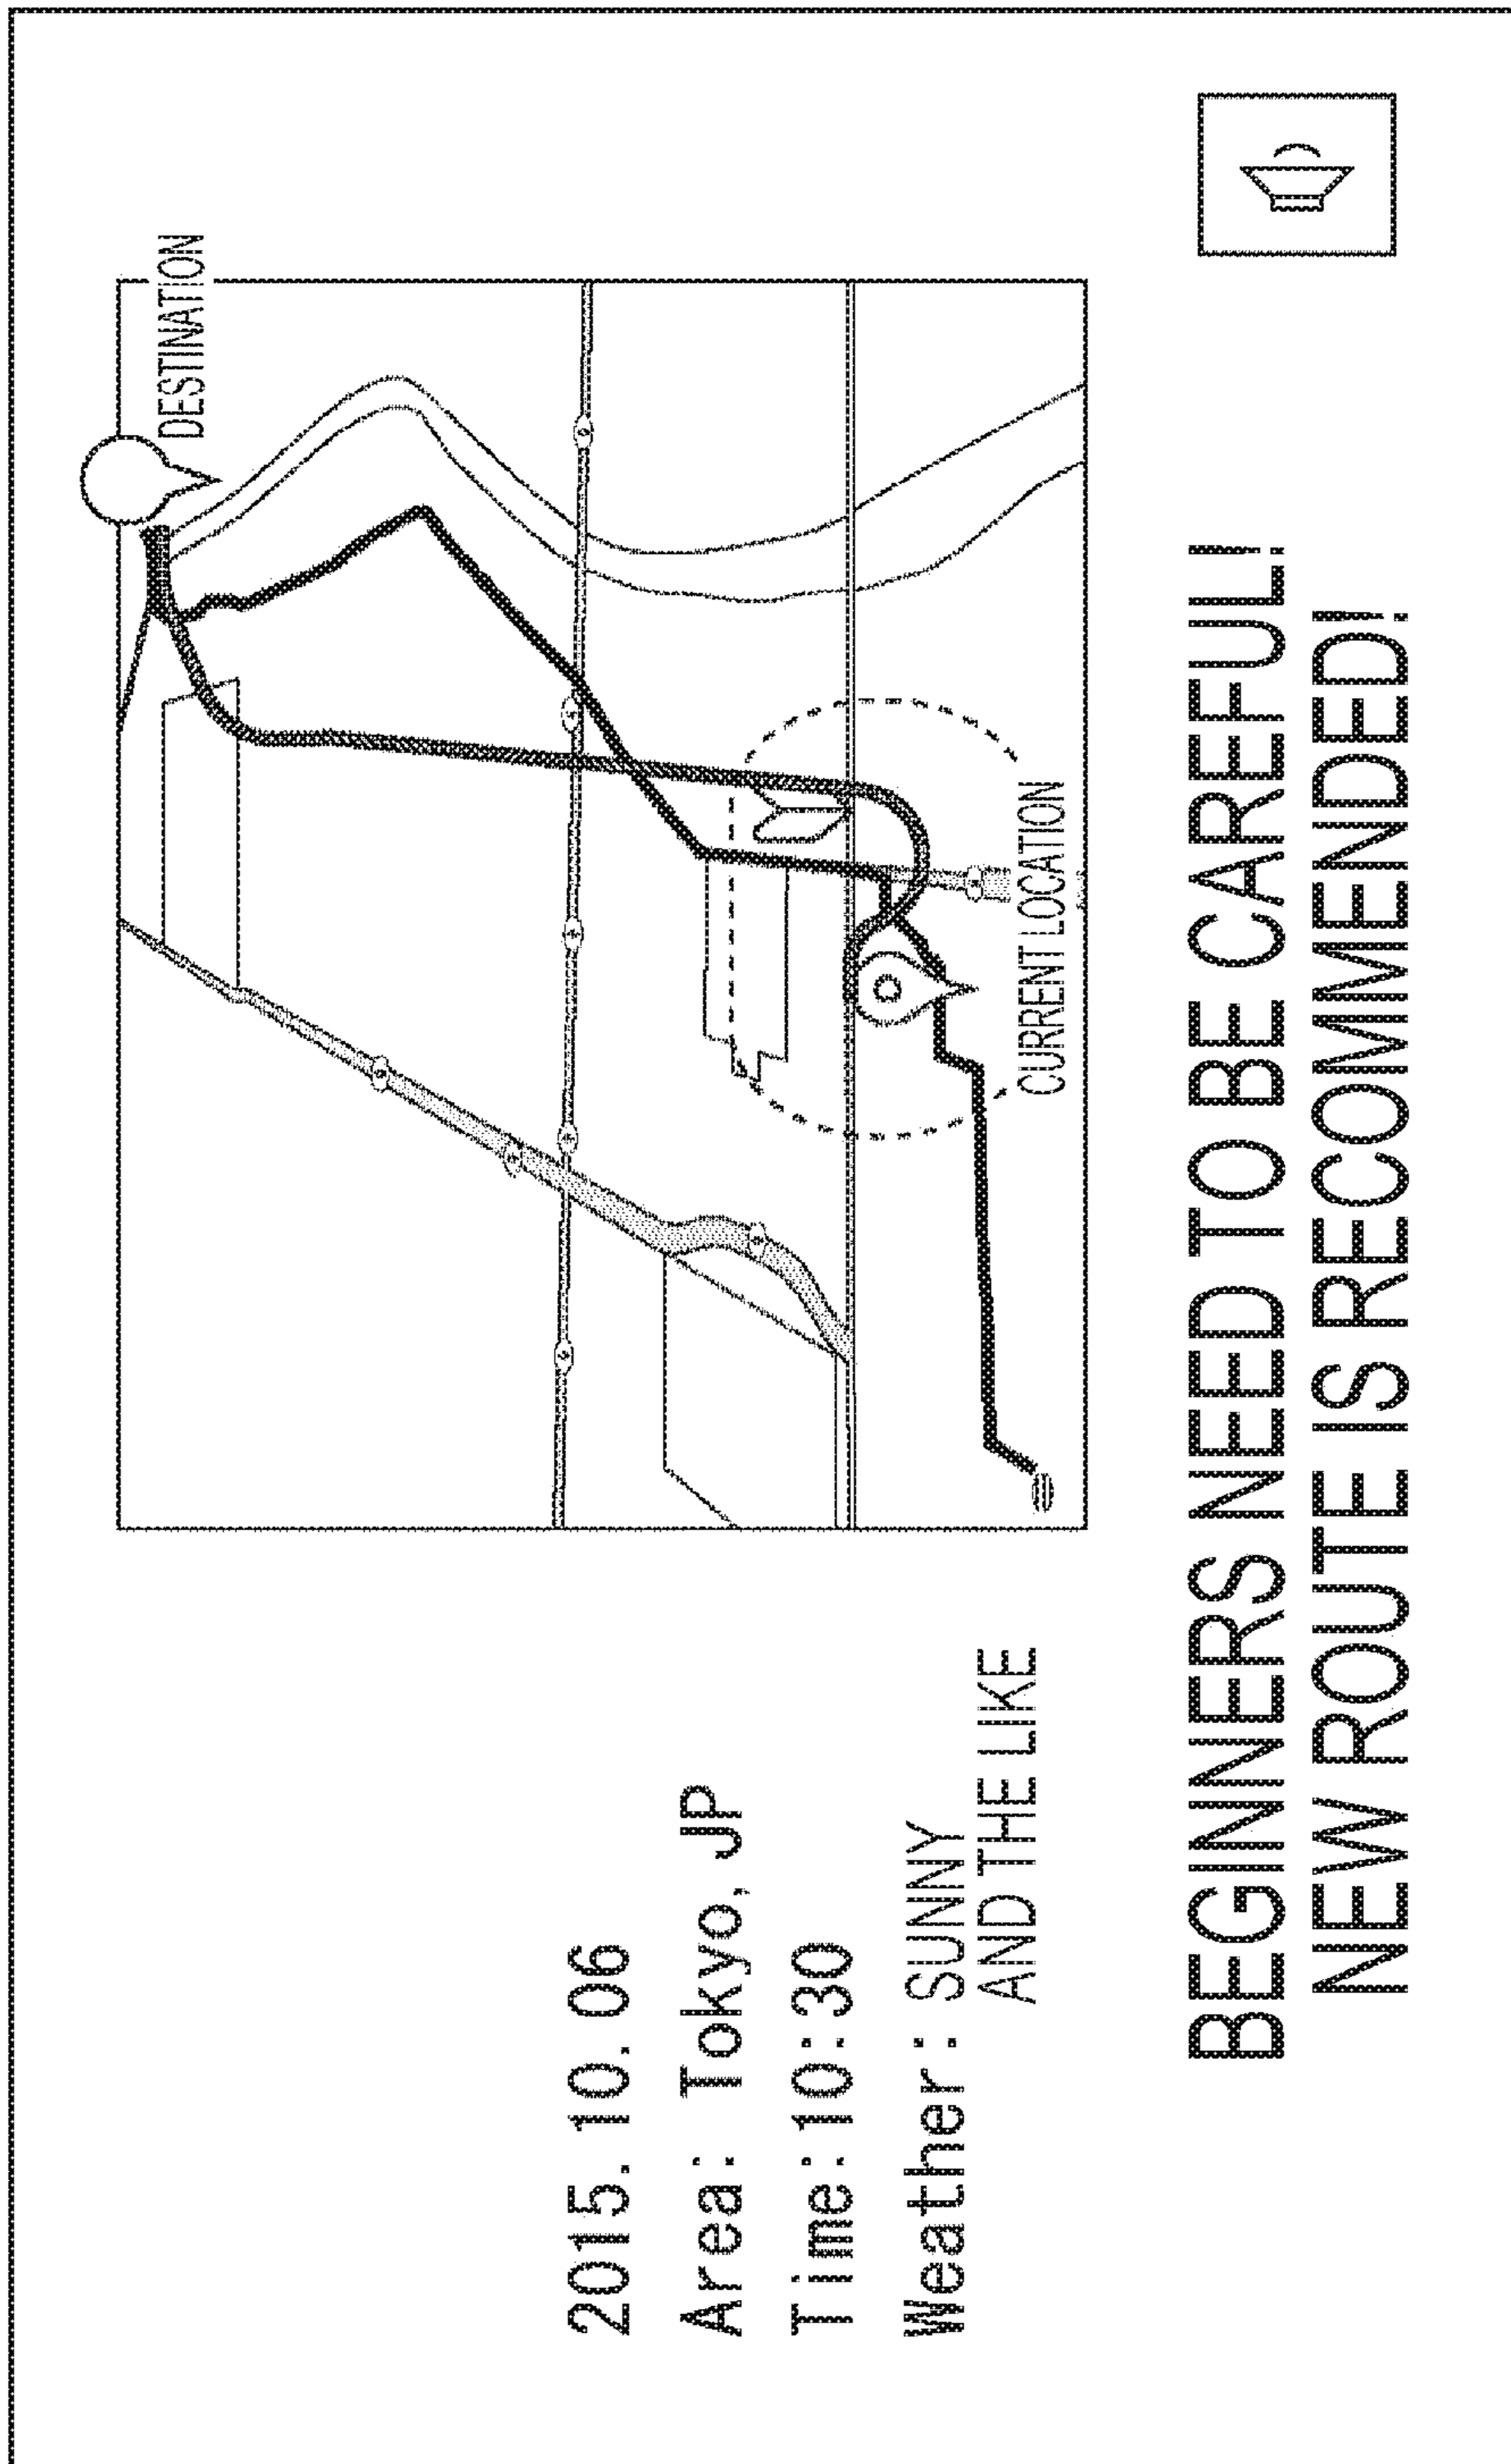 2015. 10. 06
Area: Tokyo, JP
Time:10:30
Weather: SUNNY
AND THE LIKE
DESTINATION
CURRENT LOCATION
BEGINNERS NEED TO BE CAREFUL!
NEW ROUTE IS RECOMMENDED!